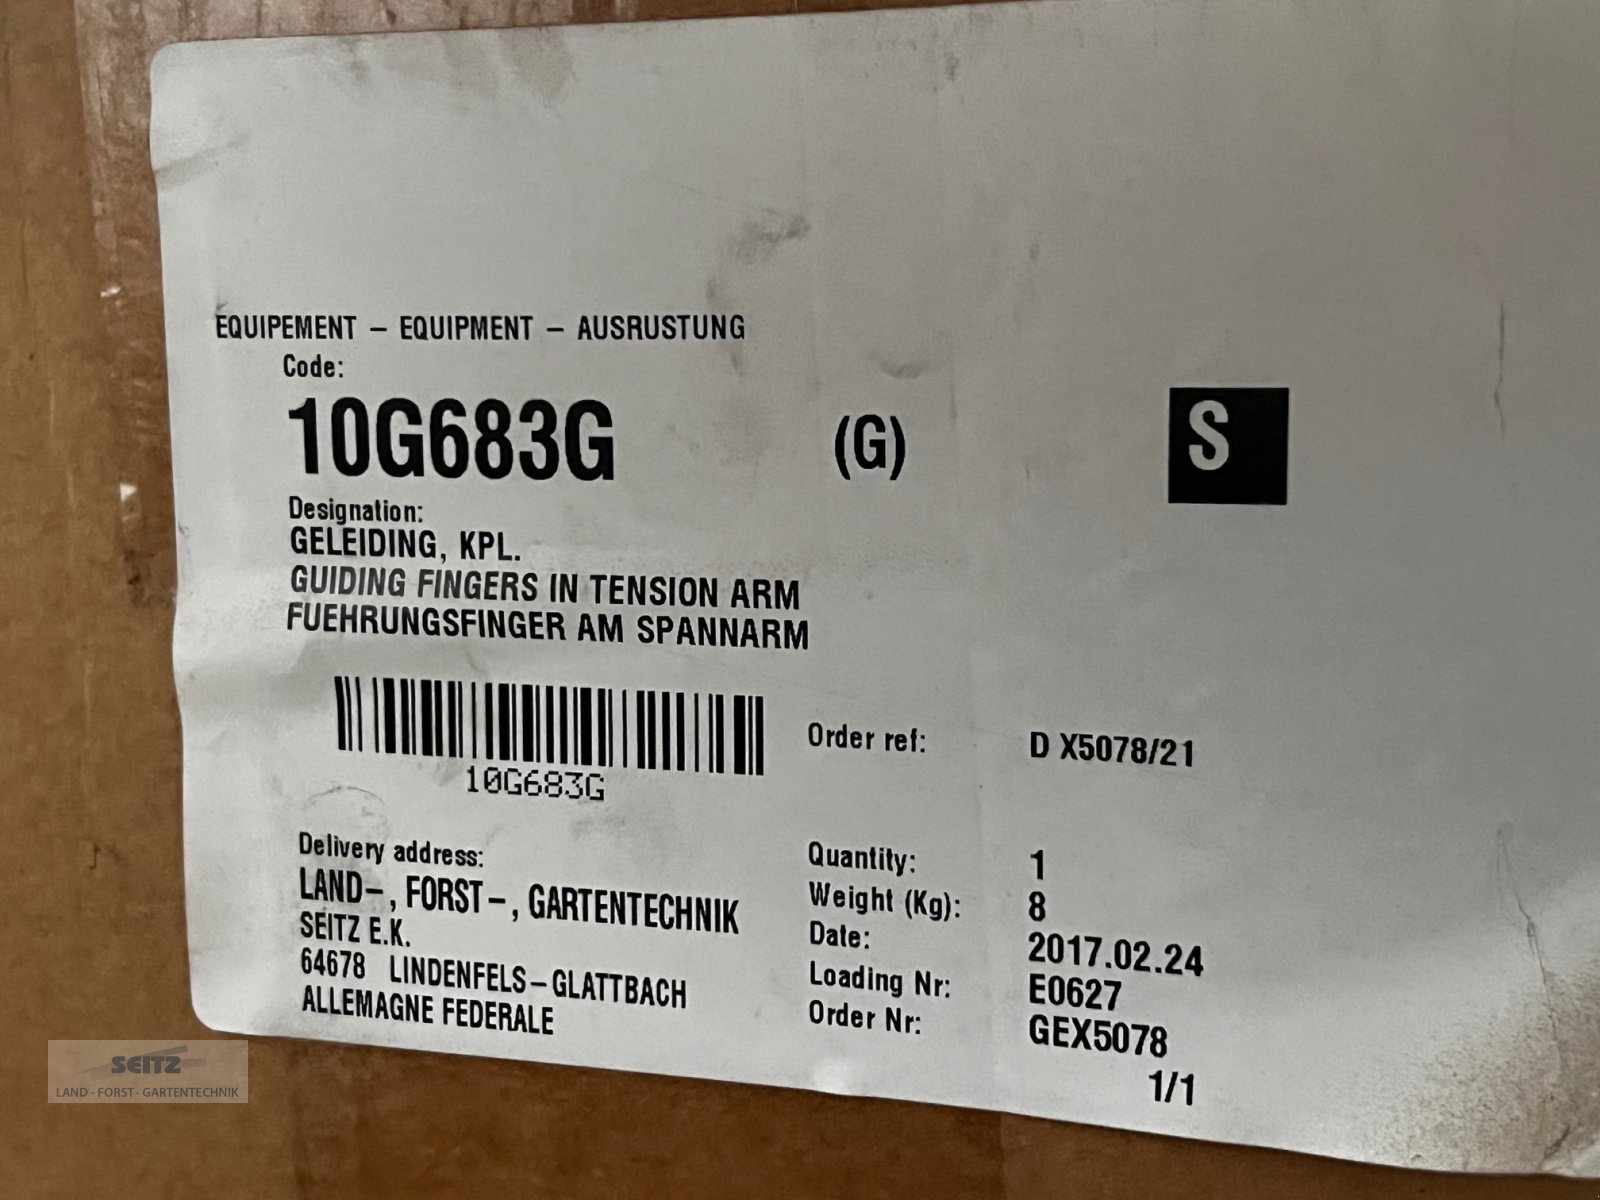 EQUIPEMENT – EQUIPMENT – AUSRUSTUNG
Code:
10G683G (G) S
Designation:
GELEIDING, KPL.
GUIDING FINGERS IN TENSION ARM
FUEHRUNGSFINGER AM SPANNARM
10G683G
Order ref: D X5078/21
Delivery address:
LAND–, FORST–, GARTENTECHNIK
SEITZ E.K.
64678 LINDENFELS–GLATTBACH
ALLEMAGNE FEDERALE
Quantity: 1
Weight (Kg): 8
Date: 2017.02.24
Loading Nr: E0627
Order Nr: GEX5078
1/1
SEITZ
LAND - FORST - GARTENTECHNIK